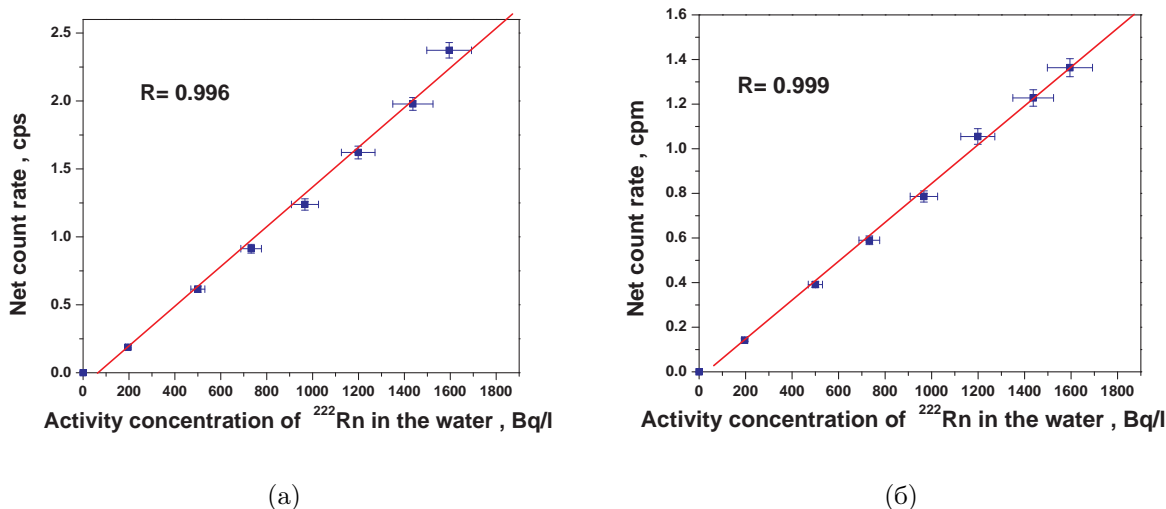 2.5
2.0
1.5
1.0
0.5
0.0
Net count rate , cps
R= 0.996
0 200 400 600 800 1000 1200 1400 1600 1800
Activity concentration of ²²²Rn in the water , Bq/l
(а)
1.6
1.4
1.2
1.0
0.8
0.6
0.4
0.2
0.0
Net count rate , cpm
R= 0.999
0 200 400 600 800 1000 1200 1400 1600 1800
Activity concentration of ²²²Rn in the water , Bq/l
(б)